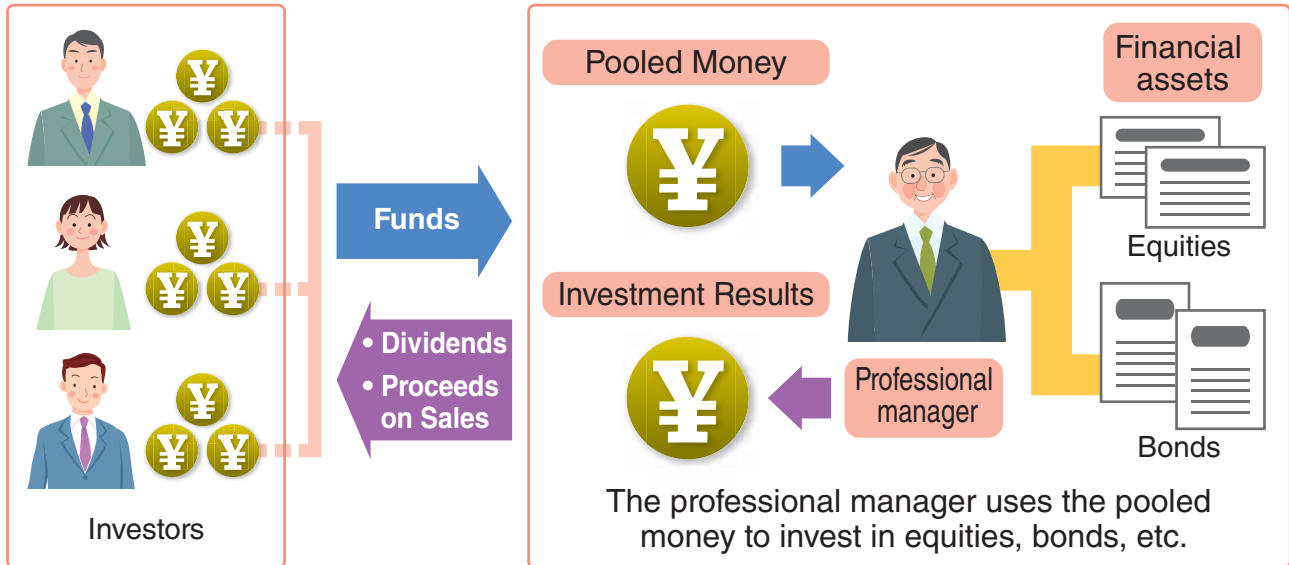 Investors
Funds
• Dividends
• Proceeds
on Sales
Pooled Money
Investment Results
Professional
manager
Financial
assets
Equities
Bonds
The professional manager uses the pooled
money to invest in equities, bonds, etc.
¥
¥
¥
¥
¥
¥
¥
¥
¥
¥
¥